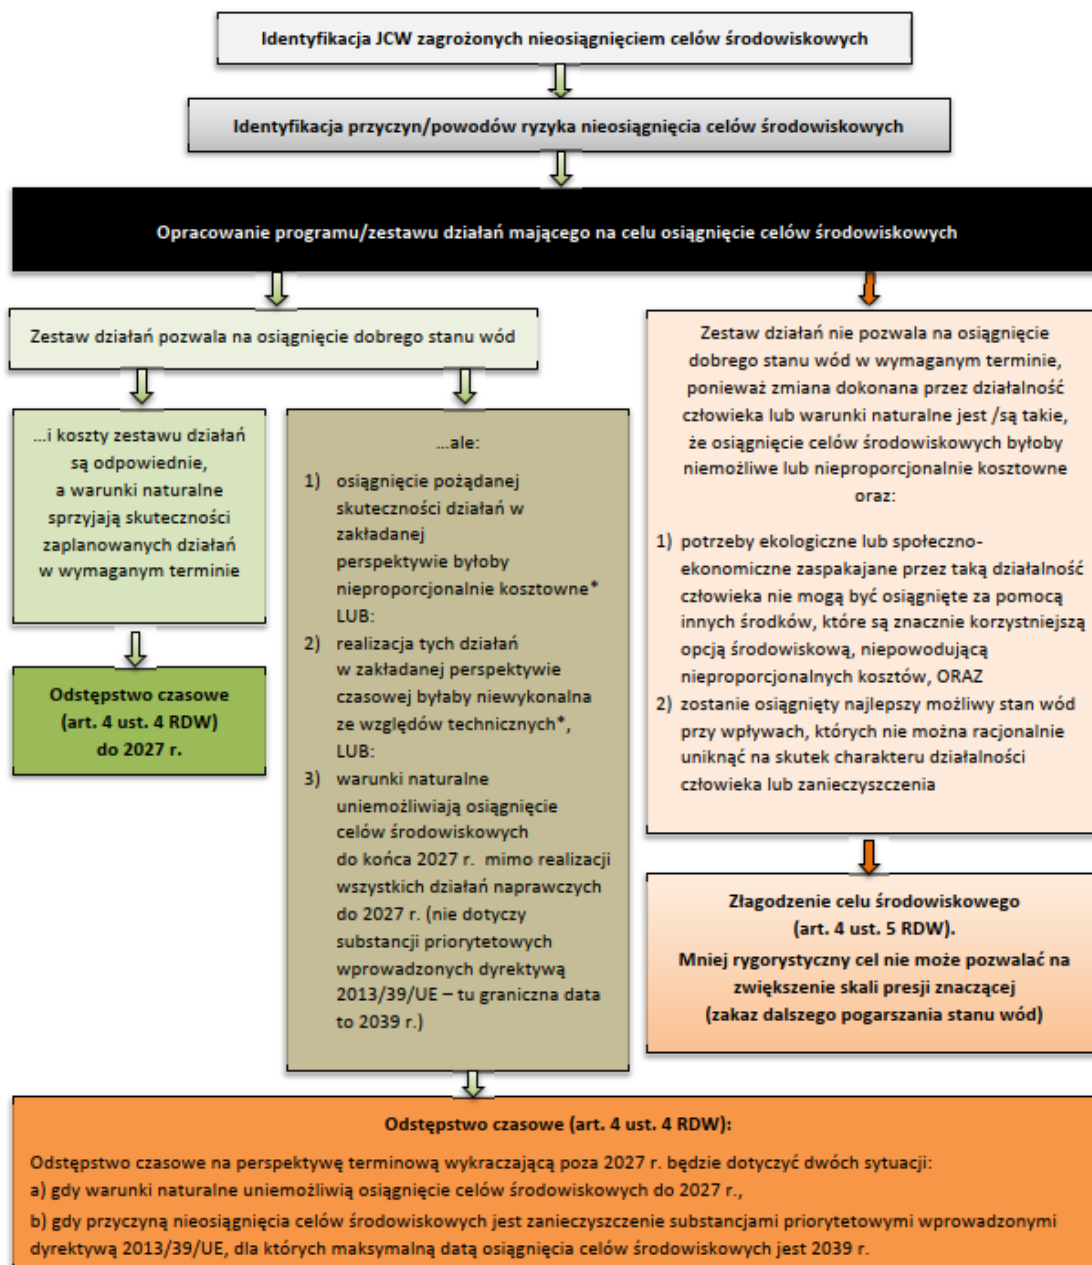 Identyfikacja JCW zagrożonych nieosiągnięciem celów środowiskowych
Identyfikacja przyczyn/powodów ryzyka nieosiągnięcia celów środowiskowych
Opracowanie programu/zestawu działań mającego na celu osiągnięcie celów środowiskowych
Zestaw działań pozwala na osiągnięcie dobrego stanu wód
...i koszty zestawu działań
są odpowiednie,
a warunki naturalne
sprzyjają skuteczności
zaplanowanych działań
w wymaganym terminie
Odstępstwo czasowe
(art. 4 ust. 4 RDW)
do 2027 r.
...ale:
1) osiągnięcie pożądanej
skuteczności działań w
zakładanej
perspektywie byłoby
nieproporcjonalnie kosztowne*
LUB:
2) realizacja tych działań
w zakładanej perspektywie
czasowej byłaby niewykonalna
ze względów technicznych*,
LUB:
3) warunki naturalne
uniemożliwiają osiągnięcie
celów środowiskowych
do końca 2027 r. mimo realizacji
wszystkich działań naprawczych
do 2027 r. (nie dotyczy
substancji priorytetowych
wprowadzonych dyrektywą
2013/39/UE – tu graniczna data
to 2039 r.)
Zestaw działań nie pozwala na osiągnięcie
dobrego stanu wód w wymaganym terminie,
ponieważ zmiana dokonana przez działalność
człowieka lub warunki naturalne jest /są takie,
że osiągnięcie celów środowiskowych byłoby
niemożliwe lub nieproporcjonalnie kosztowne
oraz:
1) potrzeby ekologiczne lub społeczno-
ekonomiczne zaspakajane przez taką działalność
człowieka nie mogą być osiągnięte za pomocą
innych środków, które są znacznie korzystniejszą
opcją środowiskową, niepowodującą
nieproporcjonalnych kosztów, ORAZ
2) zostanie osiągnięty najlepszy możliwy stan wód
przy wpływach, których nie można racjonalnie
uniknąć na skutek charakteru działalności
człowieka lub zanieczyszczenia
Złagodzenie celu środowiskowego
(art. 4 ust. 5 RDW).
Mniej rygorystyczny cel nie może pozwalać na
zwiększenie skali presji znaczącej
(zakaz dalszego pogarszania stanu wód)
Odstępstwo czasowe (art. 4 ust. 4 RDW):
Odstępstwo czasowe na perspektywę terminową wykraczającą poza 2027 r. będzie dotyczyć dwóch sytuacji:
a) gdy warunki naturalne uniemożliwią osiągnięcie celów środowiskowych do 2027 r.,
b) gdy przyczyną nieosiągnięcia celów środowiskowych jest zanieczyszczenie substancjami priorytetowymi wprowadzonymi
dyrektywą 2013/39/UE, dla których maksymalną datą osiągnięcia celów środowiskowych jest 2039 r.